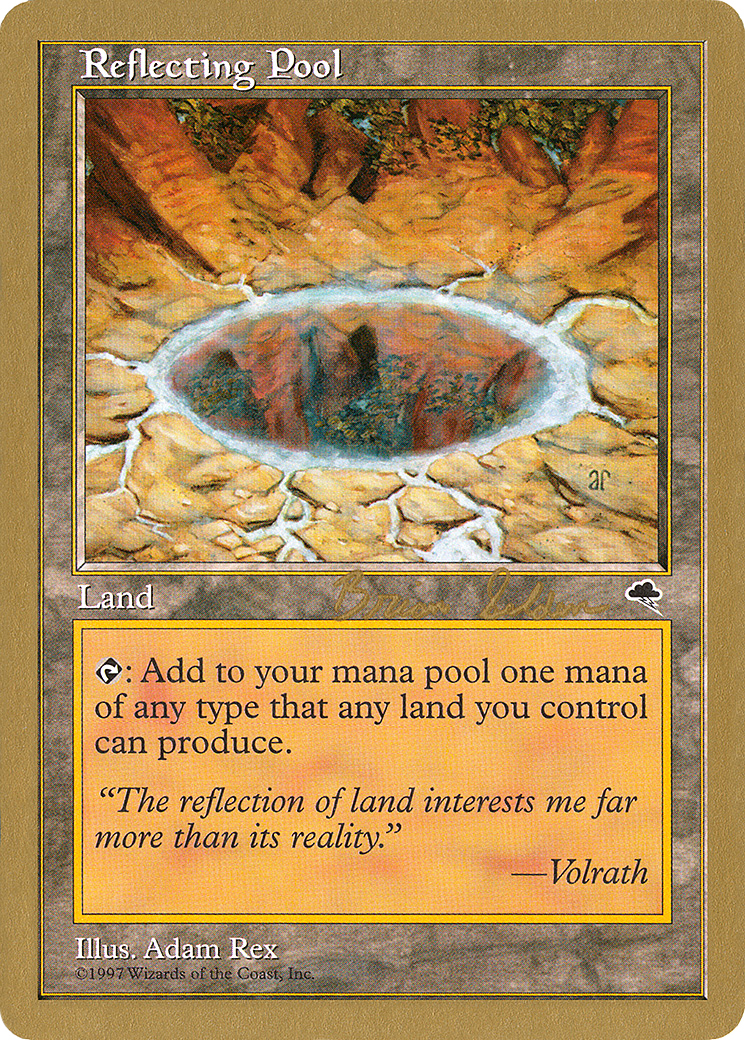 Reflecting Pool
ar
Land
: Add to your mana pool one mana
of any type that any land you control
can produce.
“The reflection of land interests me far
more than its reality.”
—Volrath
Illus. Adam Rex
©1997 Wizards of the Coast, Inc.